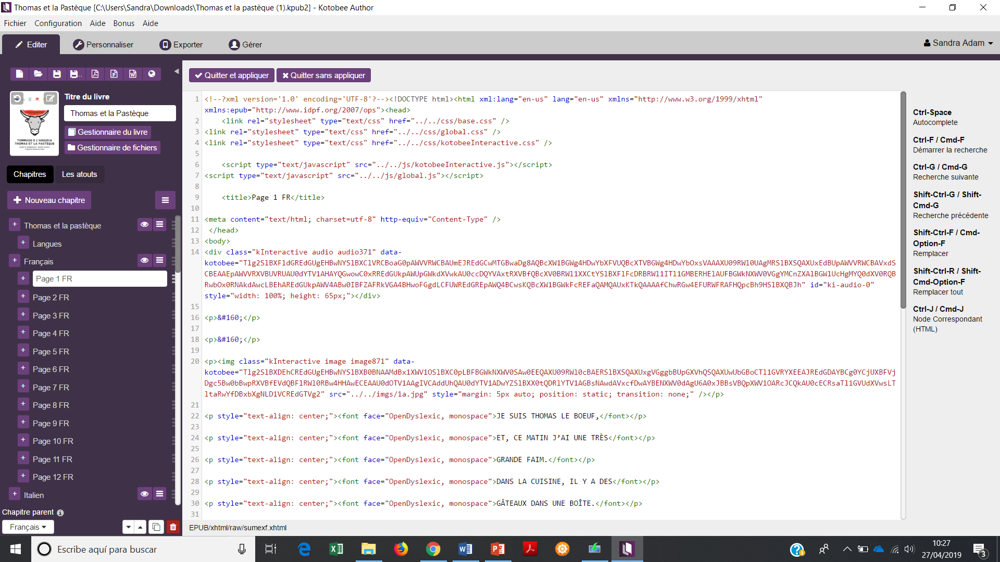 Thomas et la Pastèque [C:\Users\Sandra\Downloads\Thomas et la pastèque (1).kpub2] - Kotobee Author
Fichier Configuration Aide Bonus Aide
Editer Personnaliser Exporter Gérer Sandra Adam
Titre du livre
Thomas et la Pastèque
Gestionnaire du livre
Gestionnaire de fichiers
TOMMASO E L'ANGURIA
THOMAS ET LA PASTÈQUE
Chapitres Les atouts
Nouveau chapitre
Thomas et la pastèque
Langues
Français
Page 1 FR
Page 2 FR
Page 3 FR
Page 4 FR
Page 5 FR
Page 6 FR
Page 7 FR
Page 8 FR
Page 9 FR
Page 10 FR
Page 11 FR
Page 12 FR
Italien
Chapitre parent
Français
Quitter et appliquer Quitter sans appliquer
1 <!--?xml version='1.0' encoding='UTF-8'?--><!DOCTYPE html><html xml:lang="en-us" lang="en-us" xmlns="http://www.w3.org/1999/xhtml"
xmlns:epub="http://www.idpf.org/2007/ops"><head>
2 <link rel="stylesheet" type="text/css" href="../../css/base.css" />
3 <link rel="stylesheet" type="text/css" href="../../css/global.css" />
4 <link rel="stylesheet" type="text/css" href="../../css/kotobeeInteractive.css" />
5
6 <script type="text/javascript" src="../../js/kotobeeInteractive.js"></script>
7 <script type="text/javascript" src="../../js/global.js"></script>
8
9 <title>Page 1 FR</title>
10
11 <meta content="text/html; charset=utf-8" http-equiv="Content-Type" />
12 </head>
13 <body>
14 <div class="kInteractive audio audio371" data-
kotobee=" id="ki-audio-0"
style="width: 100%; height: 65px;"></div>
15
16 <p>&#160;</p>
17
18 <p>&#160;</p>
19
20 <p><img class="kInteractive image image871" data-
kotobee=" src="../../imgs/1a.jpg" style="margin: 5px auto; position: static; transition: none;" /></p>
21
22 <p style="text-align: center;"><font face="OpenDyslexic, monospace">JE SUIS THOMAS LE BOEUF,</font></p>
23
24 <p style="text-align: center;"><font face="OpenDyslexic, monospace">ET, CE MATIN J’AI UNE TRÈS</font></p>
25
26 <p style="text-align: center;"><font face="OpenDyslexic, monospace">GRANDE FAIM.</font></p>
27
28 <p style="text-align: center;"><font face="OpenDyslexic, monospace">DANS LA CUISINE, IL Y A DES</font></p>
29
30 <p style="text-align: center;"><font face="OpenDyslexic, monospace">GÂTEAUX DANS UNE BOÎTE.</font></p>
31
EPUB/xhtml/raw/sumexf.xhtml
Ctrl-Space
Autocomplete
Ctrl-F / Cmd-F
Démarrer la recherche
Ctrl-G / Cmd-G
Recherche suivante
Shift-Ctrl-G / Shift-
Cmd-G
Recherche précédente
Shift-Ctrl-F / Cmd-
Option-F
Remplacer
Shift-Ctrl-R / Shift-
Cmd-Option-F
Remplacer tout
Ctrl-J / Cmd-J
Node Correspondant
(HTML)
Escribe aquí para buscar
10:27
27/04/2019
3